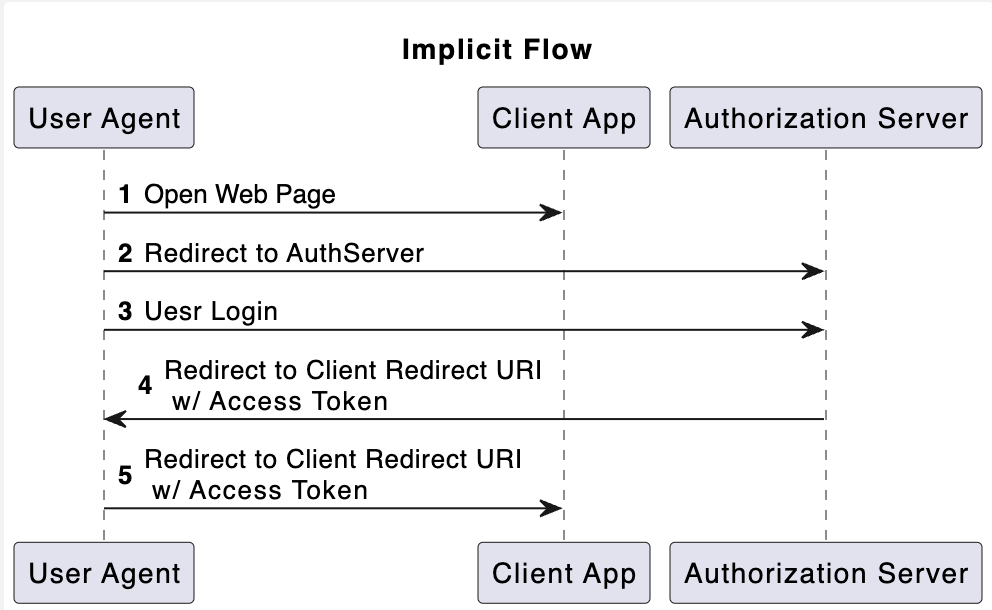 Implicit Flow
User Agent
Client App
Authorization Server
1 Open Web Page
2 Redirect to AuthServer
3 Uesr Login
4 Redirect to Client Redirect URI
w/ Access Token
5 Redirect to Client Redirect URI
w/ Access Token
User Agent
Client App
Authorization Server